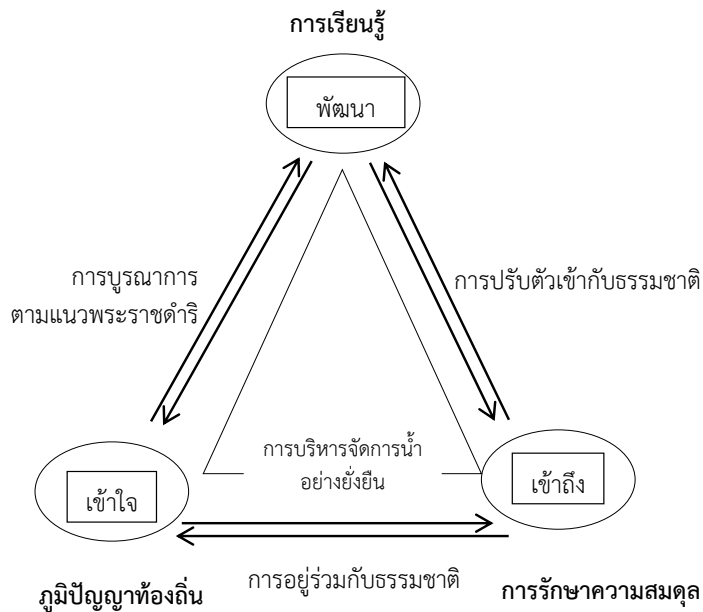 การเรียนรู้
พัฒนา
การบูรณาการ
ตามแนวพระราชดำริ
การปรับตัวเข้ากับธรรมชาติ
การบริหารจัดการน้ำ
อย่างยั่งยืน
เข้าใจ
เข้าถึง
ภูมิปัญญาท้องถิ่น
การอยู่ร่วมกับธรรมชาติ
การรักษาความสมดุล